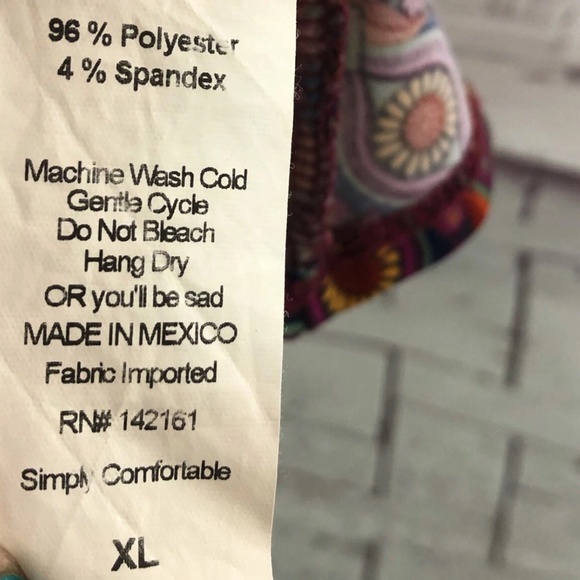 96 % Polyester
4 % Spandex
Machine Wash Cold
Gentle Cycle
Do Not Bleach
Hang Dry
OR you'll be sad
MADE IN MEXICO
Fabric Imported
RN# 142161
Simply Comfortable
XL